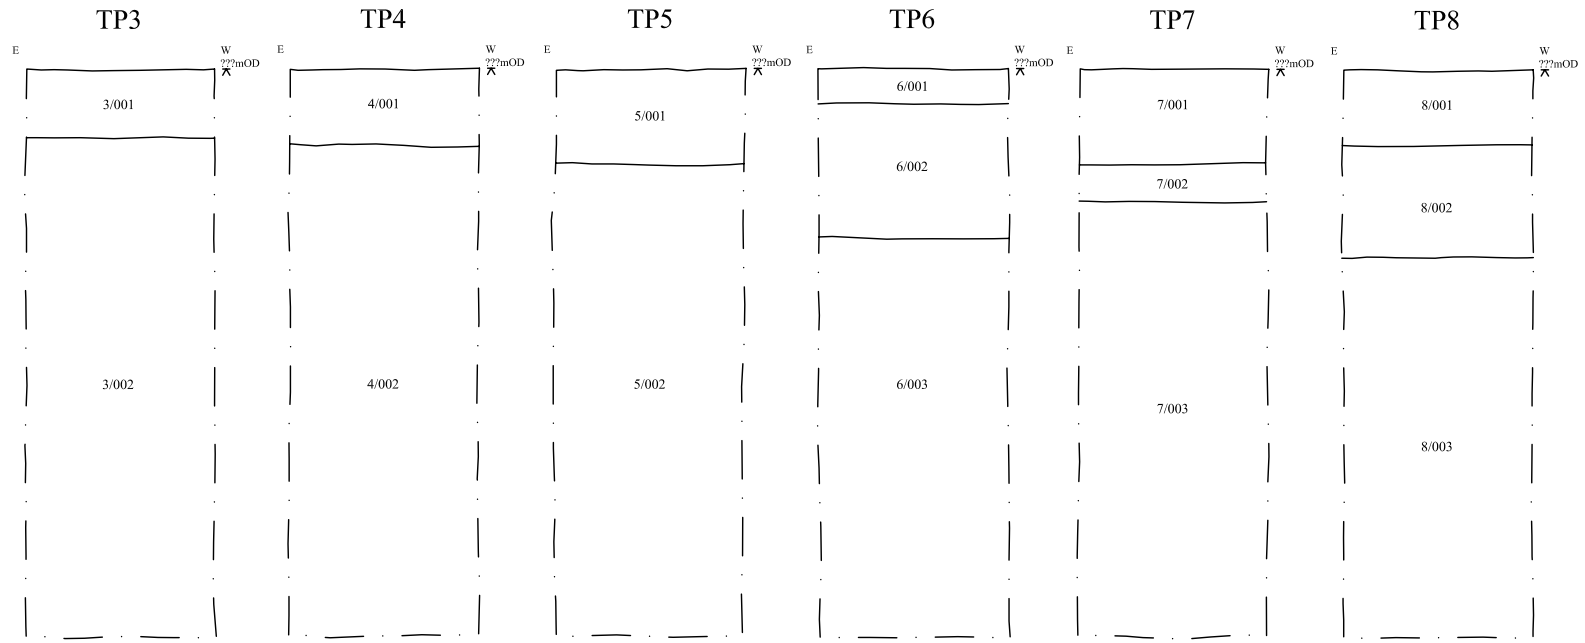 TP3 TP4 TP5 TP6 TP7 TP8
E W E W E W E W E W E W
???mOD ???mOD ???mOD ???mOD ???mOD ???mOD
3/001 4/001 5/001 6/001 7/001 8/001
6/002 7/002 8/002
3/002 4/002 5/002 6/003 7/003 8/003